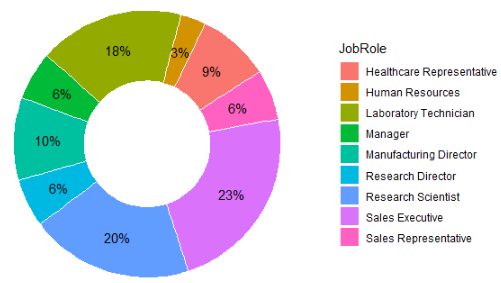 18%
3%
9%
6%
6%
10%
6%
23%
20%
JobRole
Healthcare Representative
Human Resources
Laboratory Technician
Manager
Manufacturing Director
Research Director
Research Scientist
Sales Executive
Sales Representative